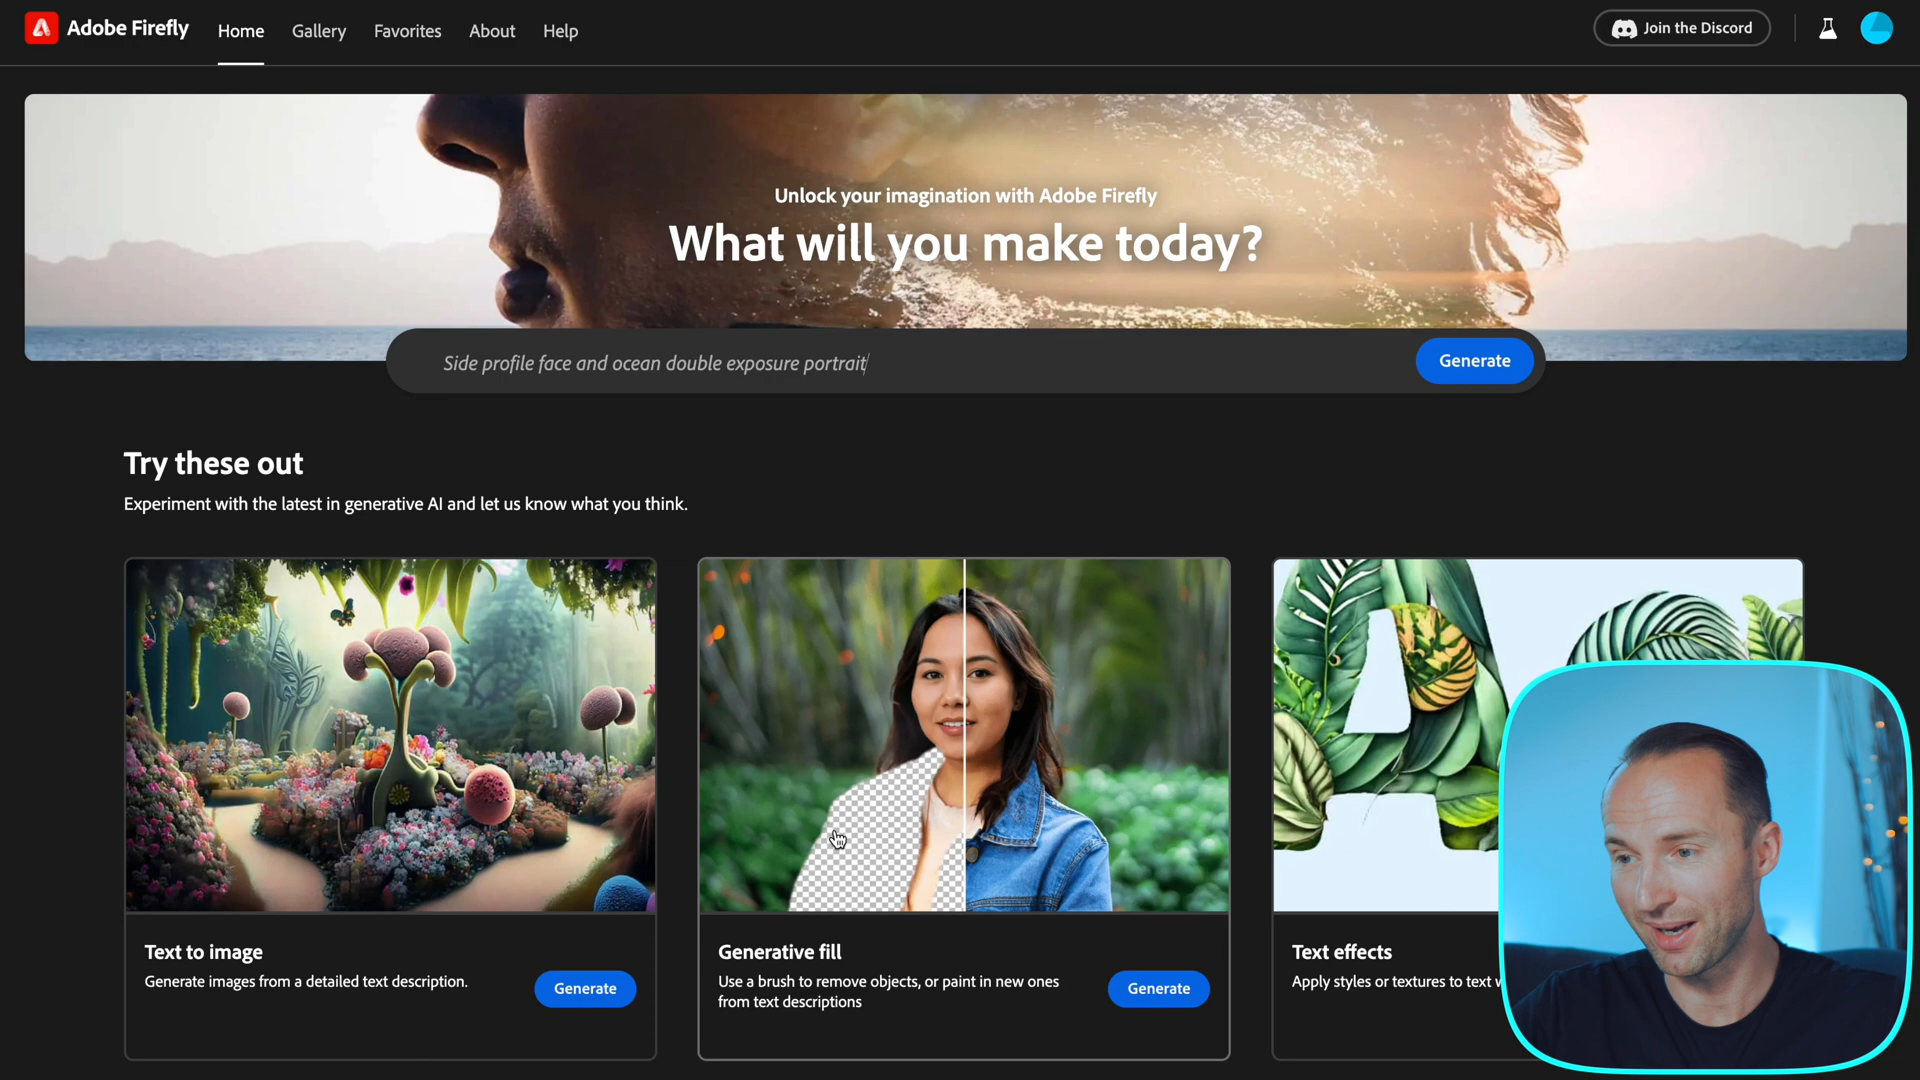 Adobe Firefly
Home
Gallery
Favorites
About
Help
Join the Discord
Unlock your imagination with Adobe Firefly
What will you make today?
Side profile face and ocean double exposure portrait
Generate
Try these out
Experiment with the latest in generative AI and let us know what you think.
Text to image
Generate images from a detailed text description.
Generate
Generative fill
Use a brush to remove objects, or paint in new ones
from text descriptions
Generate
Text effects
Apply styles or textures to text